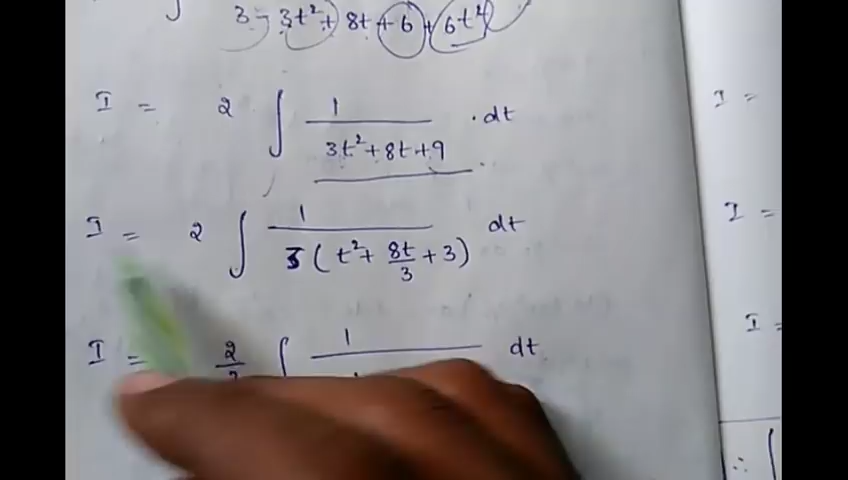 3 - 3t² + 8t + 6 + 6t²
I = 2 ∫ 1/(3t²+8t+9) . dt
I = 2 ∫ 1/(3(t² + 8t/3 + 3)) dt
I = 2 ∫ 1 dt
I =
I =
I =
∴ ∫